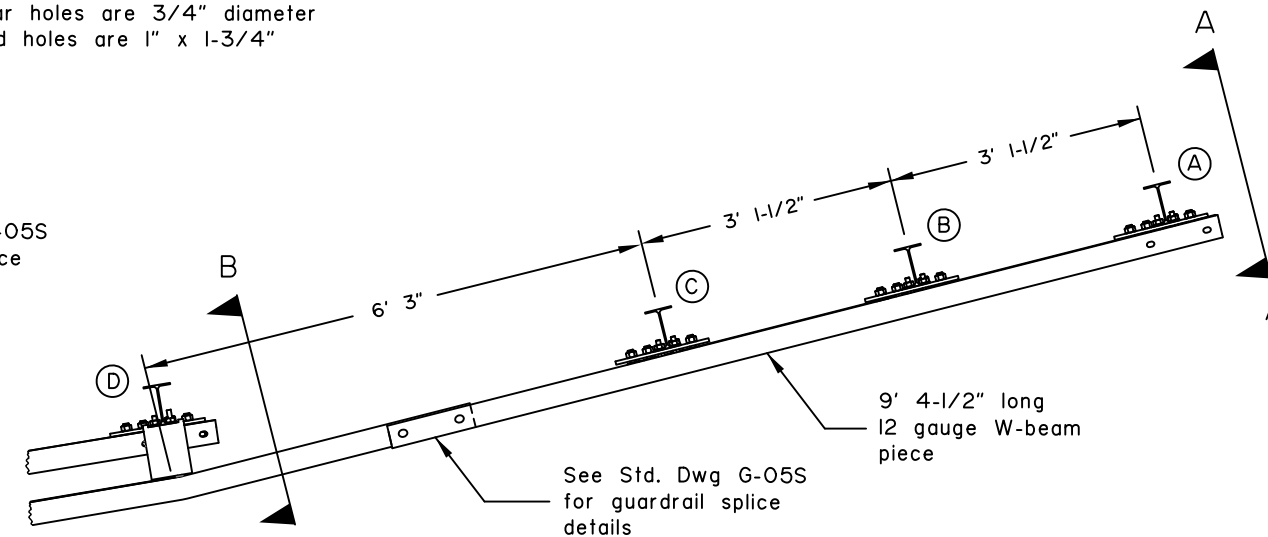 holes are 3/4" diameter
holes are 1" x 1-3/4"
A
3' 1-1/2"
A
3' 1-1/2"
B
-05S
B
6' 3"
C
D
9' 4-1/2" long
12 gauge W-beam
piece
See Std. Dwg G-05S
for guardrail splice
details